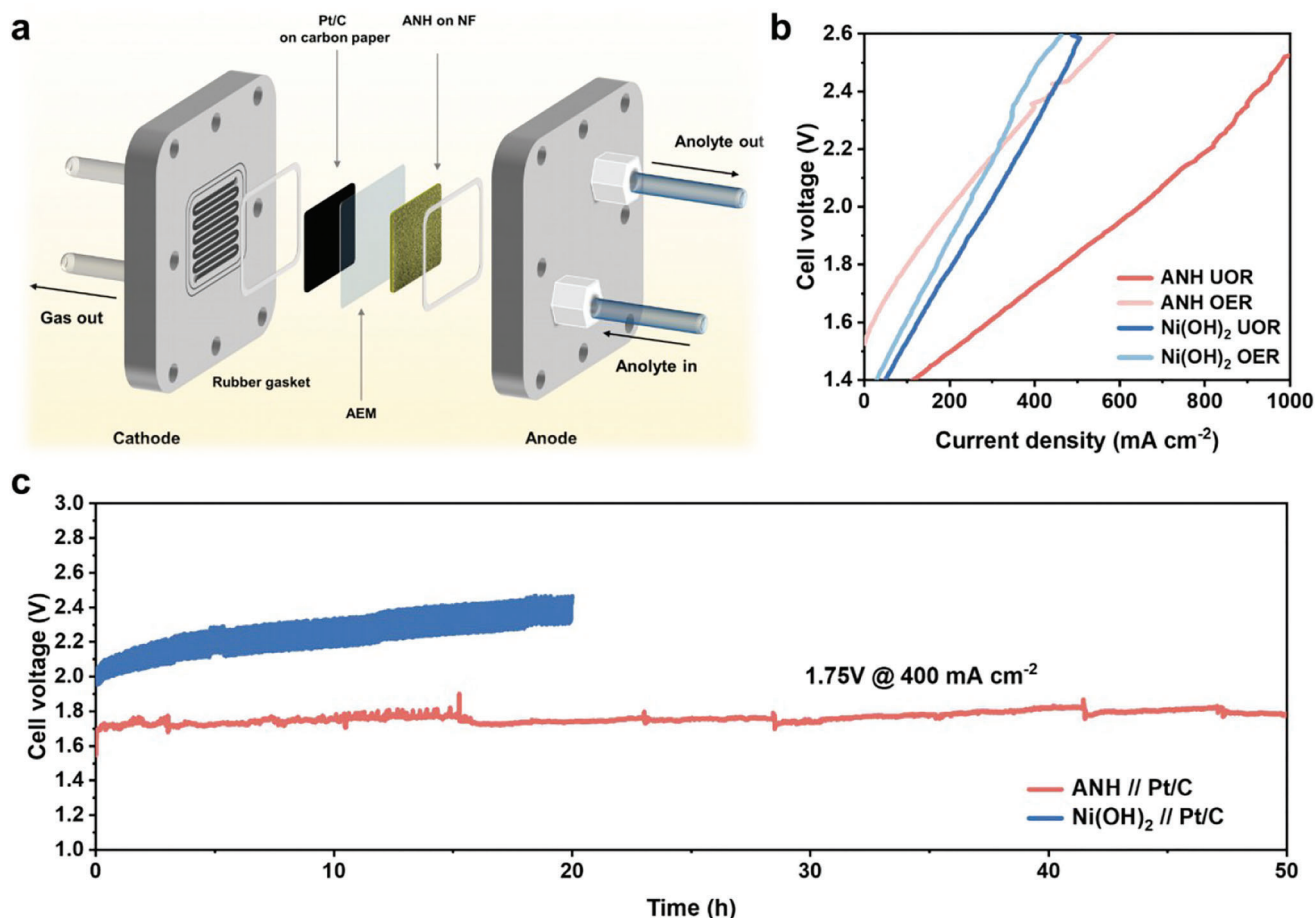 a
Pt/C
on carbon paper
ANH on NF
Anolyte out
Gas out
Rubber gasket
Anolyte in
AEM
Cathode
Anode
b
2.6
2.4
2.2
2.0
1.8
1.6
1.4
Cell voltage (V)
ANH UOR
ANH OER
Ni(OH)₂ UOR
Ni(OH)₂ OER
0
200
400
600
800
1000
Current density (mA cm⁻²)
c
3.0
2.8
2.6
2.4
2.2
2.0
1.8
1.6
1.4
1.2
1.0
Cell voltage (V)
1.75V @ 400 mA cm⁻²
ANH // Pt/C
Ni(OH)₂ // Pt/C
0
10
20
30
40
50
Time (h)